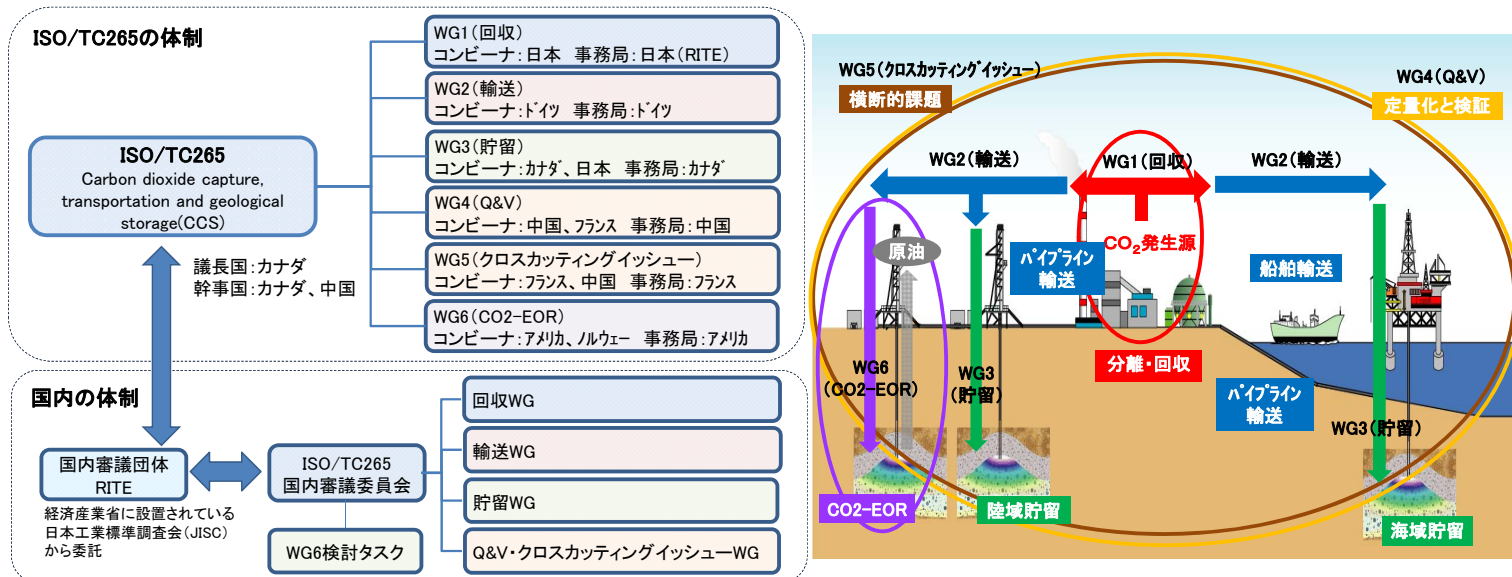 ISO/TC265の体制
WG1(回収)
コンビーナ:日本 事務局:日本(RITE)
WG2(輸送)
コンビーナ:ドイツ 事務局:ドイツ
WG3(貯留)
コンビーナ:カナダ、日本 事務局:カナダ
WG4(Q&V)
コンビーナ:中国、フランス 事務局:中国
WG5(クロスカッティングイッシュー)
コンビーナ:フランス、中国 事務局:フランス
WG6(CO2-EOR)
コンビーナ:アメリカ、ノルウェー 事務局:アメリカ
ISO/TC265
Carbon dioxide capture,
transportation and geological
storage(CCS)
議長国:カナダ
幹事国:カナダ、中国
国内の体制
国内審議団体
RITE
経済産業省に設置されている
日本工業標準調査会(JISC)
から委託
ISO/TC265
国内審議委員会
WG6検討タスク
回収WG
輸送WG
貯留WG
Q&V・クロスカッティングイッシューWG
WG5(クロスカッティングイッシュー)
横断的課題
WG4(Q&V)
定量化と検証
WG2(輸送)
WG1(回収)
WG2(輸送)
CO₂発生源
原油
パイプライン
輸送
船舶輸送
分離・回収
WG6
(CO2-EOR)
WG3
(貯留)
パイプライン
輸送
WG3(貯留)
CO2-EOR
陸域貯留
海域貯留